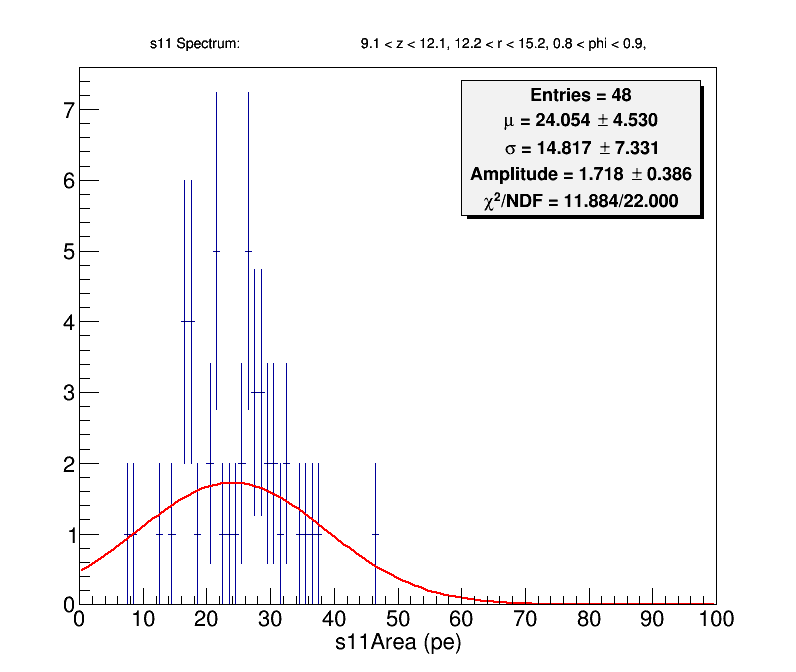 s11 Spectrum: 9.1 < z < 12.1, 12.2 < r < 15.2, 0.8 < phi < 0.9,
Entries = 48
μ = 24.054 ± 4.530
σ = 14.817 ± 7.331
Amplitude = 1.718 ± 0.386
χ²/NDF = 11.884/22.000
7
6
5
4
3
2
1
0
0 10 20 30 40 50 60 70 80 90 100
s11Area (pe)